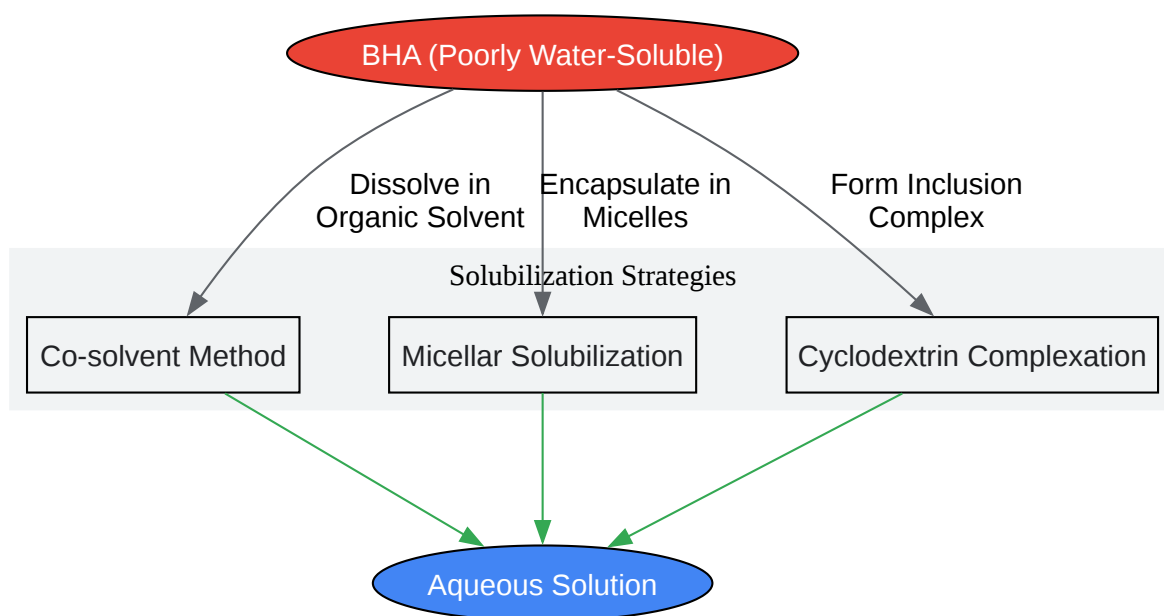 BHA (Poorly Water-Soluble)
Dissolve in
Organic Solvent
Encapsulate in
Micelles
Form Inclusion
Complex
Solubilization Strategies
Co-solvent Method
Micellar Solubilization
Cyclodextrin Complexation
Aqueous Solution